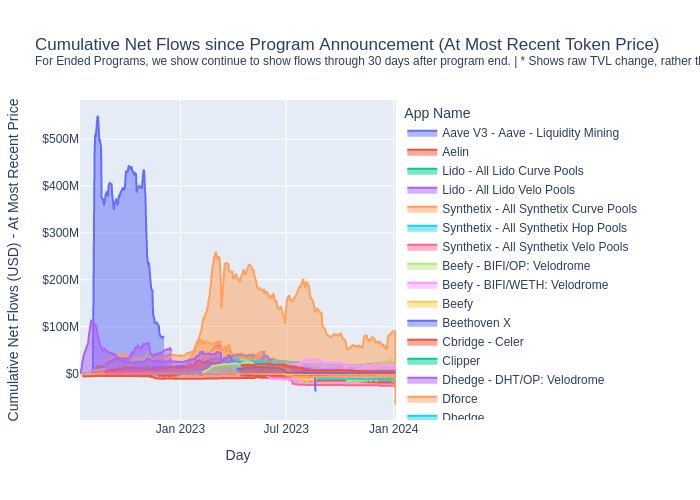 Cumulative Net Flows since Program Announcement (At Most Recent Token Price)
For Ended Programs, we show continue to show flows through 30 days after program end. | * Shows raw TVL change, rather
Cumulative Net Flows (USD) - At Most Recent Price
$500M
$400M
$300M
$200M
$100M
$0
Jan 2023
Jul 2023
Jan 2024
Day
App Name
Aave V3 - Aave - Liquidity Mining
Aelin
Lido - All Lido Curve Pools
Lido - All Lido Velo Pools
Synthetix - All Synthetix Curve Pools
Synthetix - All Synthetix Hop Pools
Synthetix - All Synthetix Velo Pools
Beefy - BIFI/OP: Velodrome
Beefy - BIFI/WETH: Velodrome
Beefy
Beethoven X
Cbridge - Celer
Clipper
Dhedge - DHT/OP: Velodrome
Dforce
Dhedge